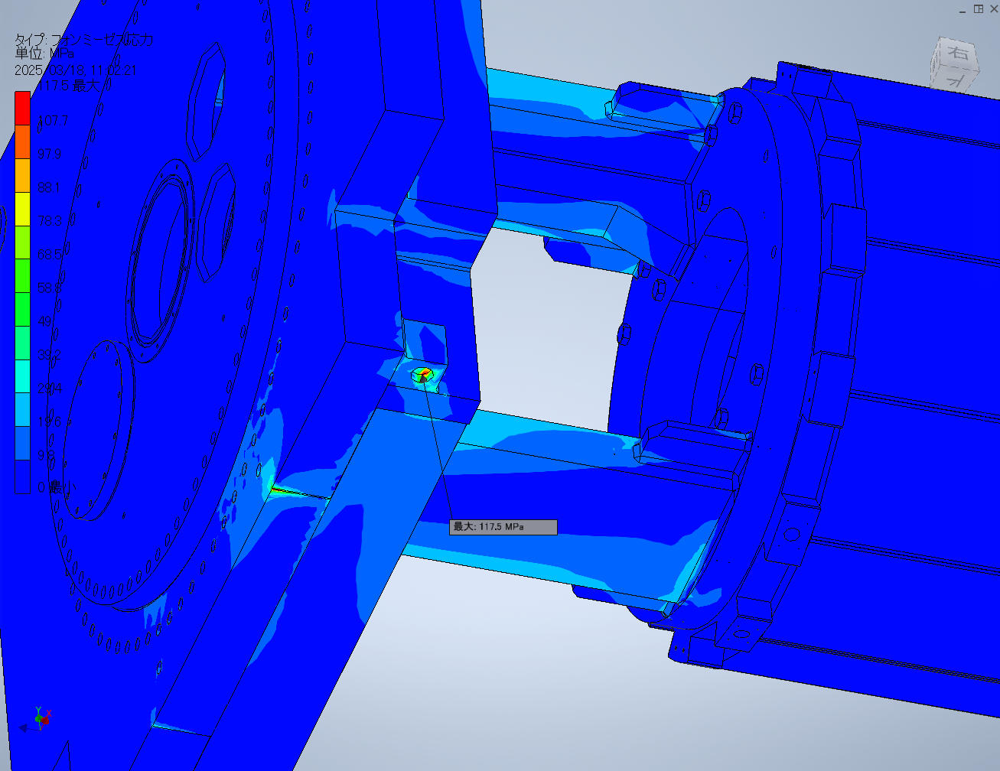 タイプ: フォンミーゼス応力
単位: MPa
2025/03/18, 11:02:21
117.5 最大
107.7
97.9
88.1
78.3
68.5
58.8
49
39.2
29.4
19.6
9.8
0 最小
最大: 117.5 MPa
右
下
Y
X